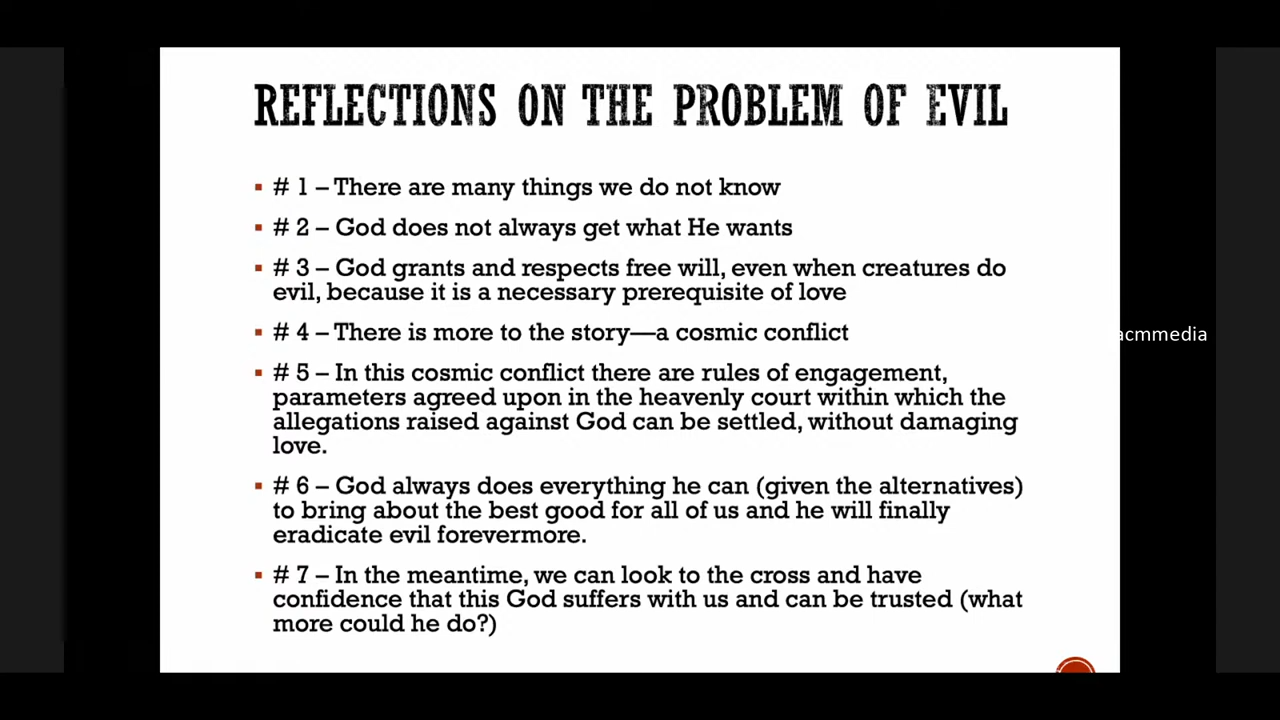 REFLECTIONS ON THE PROBLEM OF EVIL
# 1 – There are many things we do not know
# 2 – God does not always get what He wants
# 3 – God grants and respects free will, even when creatures do
evil, because it is a necessary prerequisite of love
# 4 – There is more to the story—a cosmic conflict
acmmedia
# 5 – In this cosmic conflict there are rules of engagement,
parameters agreed upon in the heavenly court within which the
allegations raised against God can be settled, without damaging
love.
# 6 – God always does everything he can (given the alternatives)
to bring about the best good for all of us and he will finally
eradicate evil forevermore.
# 7 – In the meantime, we can look to the cross and have
confidence that this God suffers with us and can be trusted (what
more could he do?)